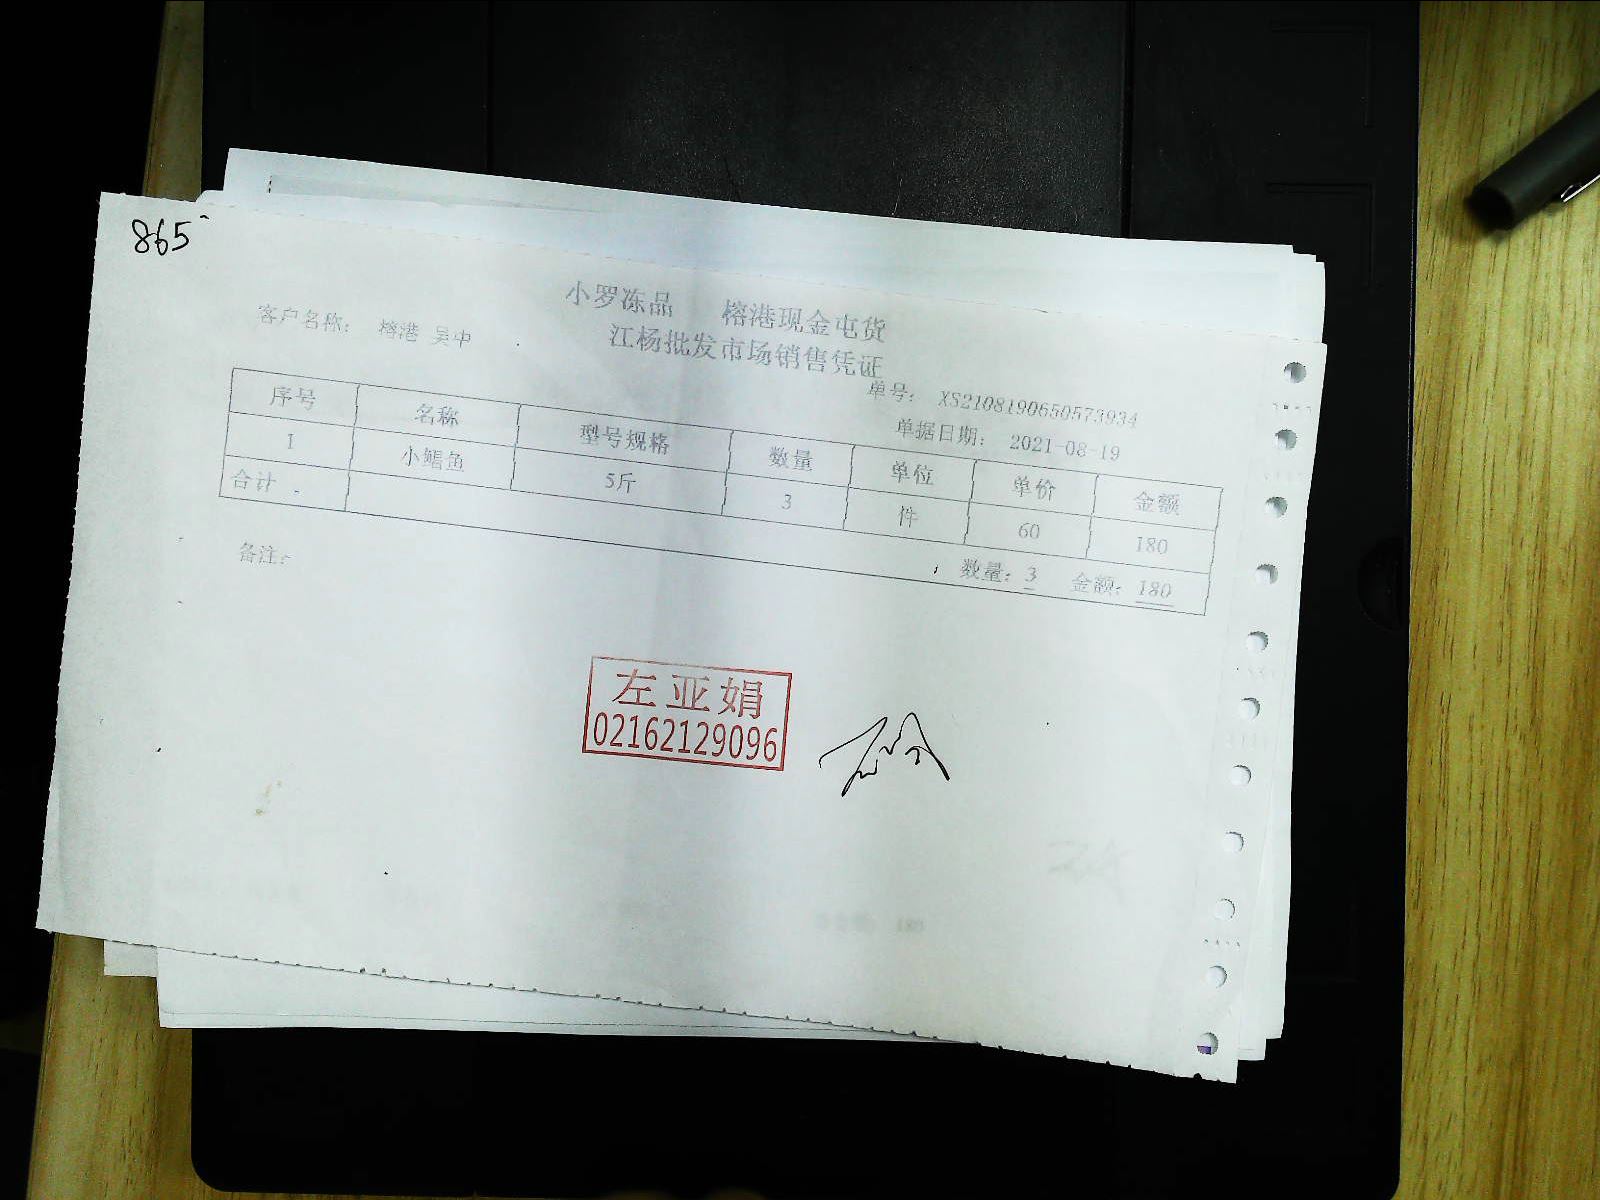 865
小罗冻品 榕港现金屯货
江杨批发市场销售凭证
客户名称: 榕港 吴中
单号: XS2108190650573934
单据日期: 2021-08-19
序号 名称 型号规格 数量 单位 单价 金额
1 小鲳鱼 5斤 3 件 60 180
合计 数量: 3 金额: 180
备注:
左亚娟
02162129096